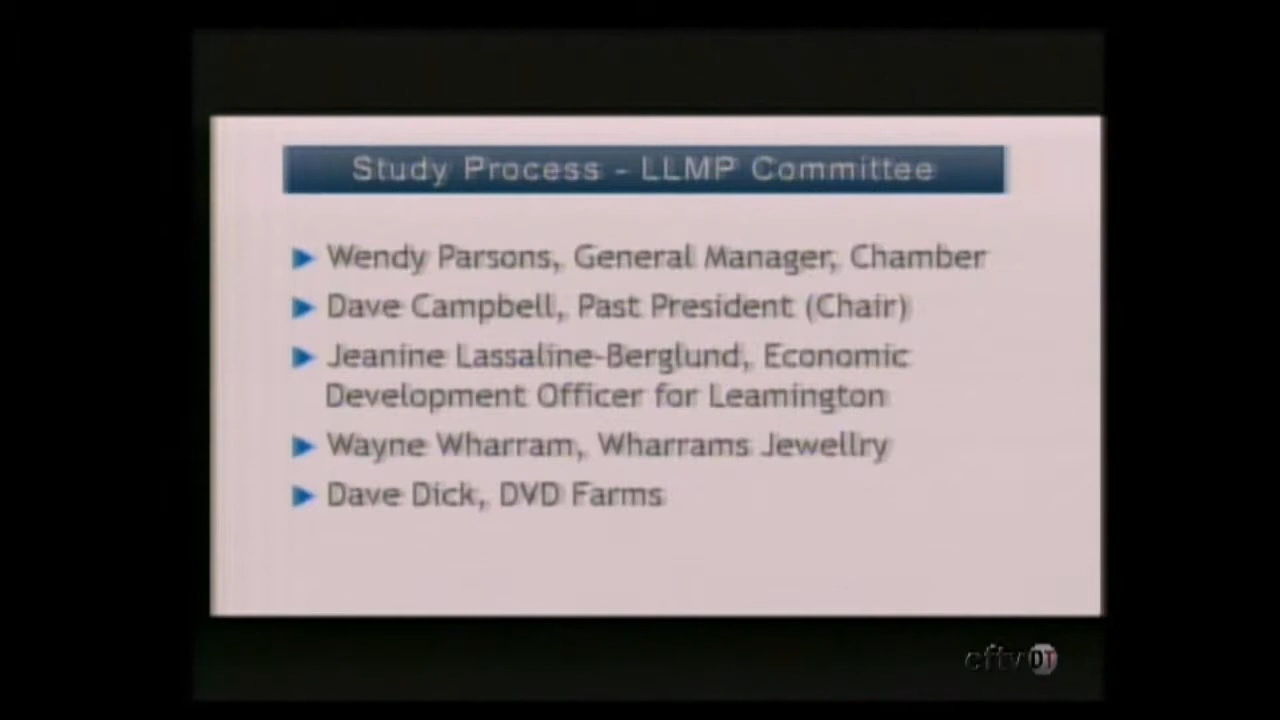 Study Process - LLMP Committee
Wendy Parsons, General Manager, Chamber
Dave Campbell, Past President (Chair)
Jeanine Lassaline-Berglund, Economic
Development Officer for Leamington
Wayne Wharram, Wharrams Jewellry
Dave Dick, DVD Farms
cftvDT